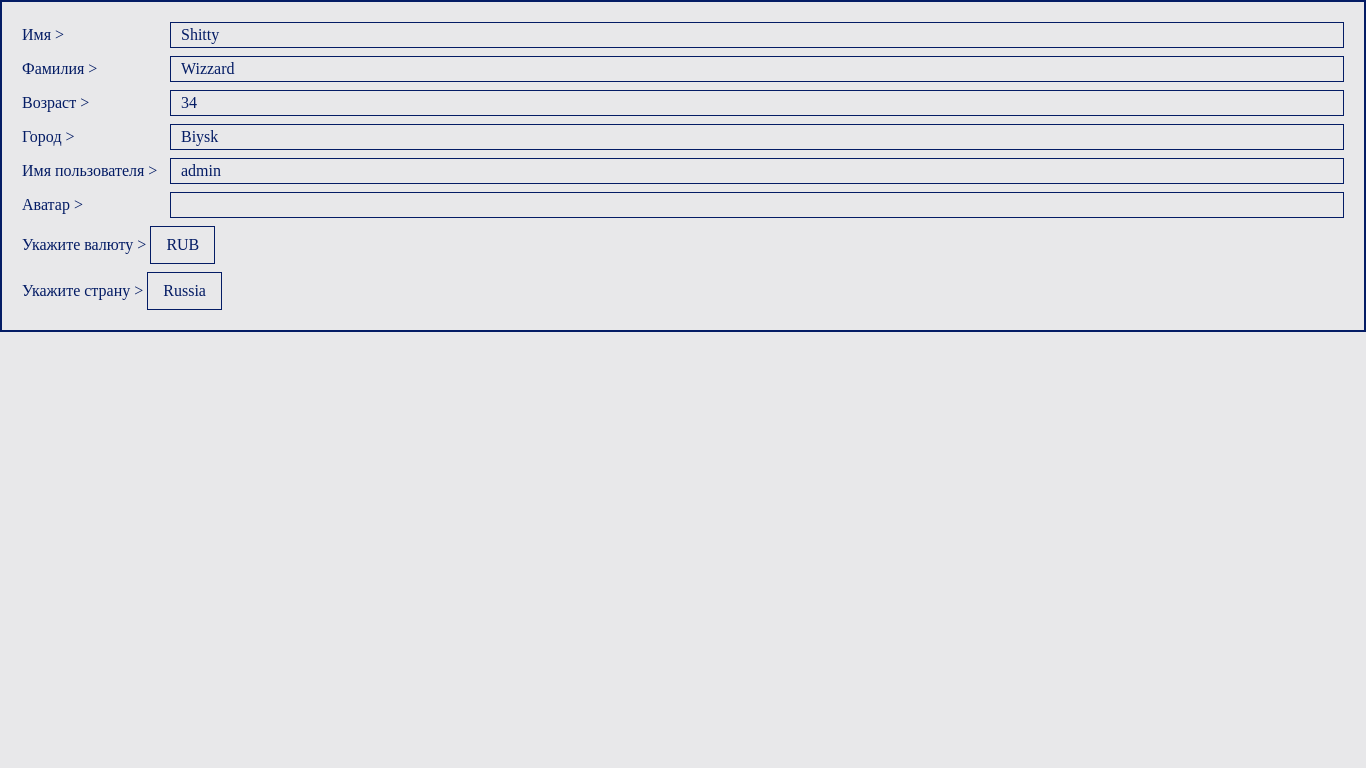 Имя > Shitty
Фамилия > Wizzard
Возраст > 34
Город > Biysk
Имя пользователя > admin
Аватар >
Укажите валюту > RUB
Укажите страну > Russia